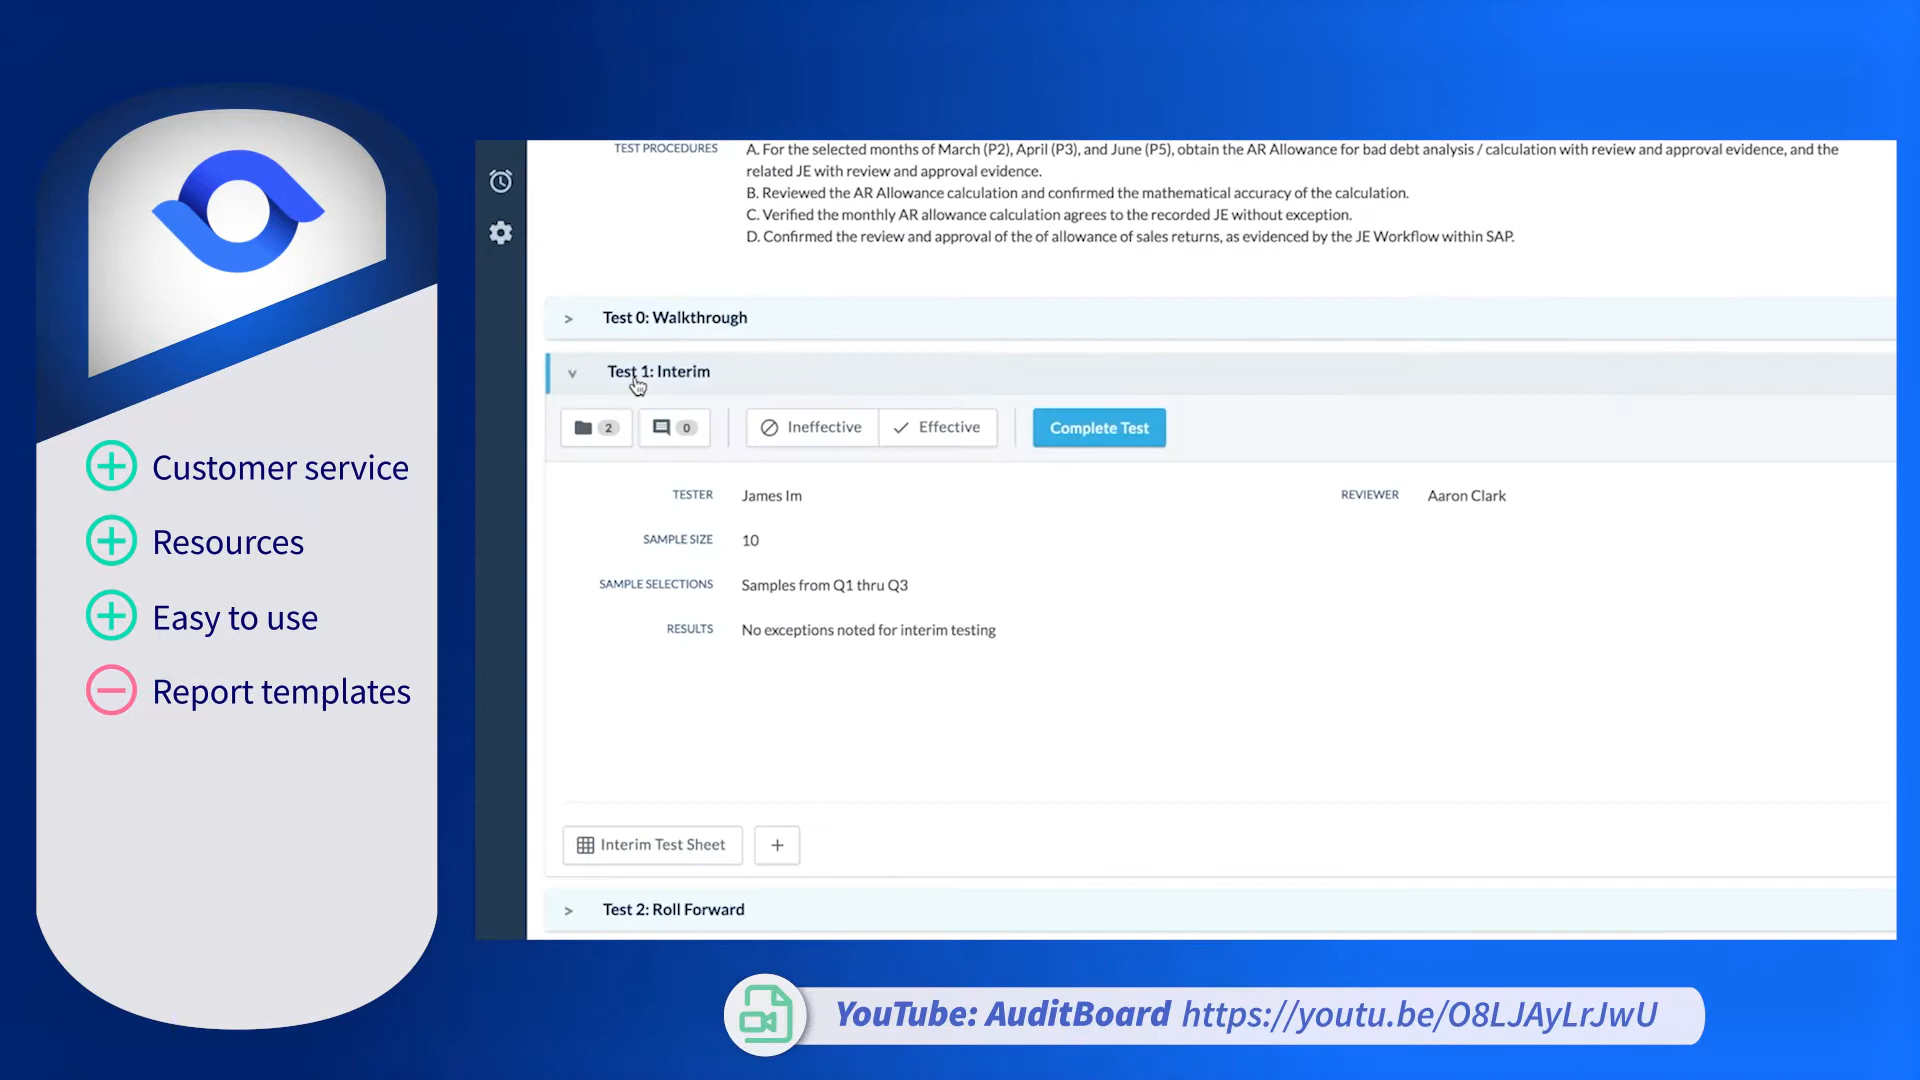 Customer service
Resources
Easy to use
Report templates
TEST PROCEDURES
A. For the selected months of March (P2), April (P3), and June (P5), obtain the AR Allowance for bad debt analysis / calculation with review and approval evidence, and the
related JE with review and approval evidence.
B. Reviewed the AR Allowance calculation and confirmed the mathematical accuracy of the calculation.
C. Verified the monthly AR allowance calculation agrees to the recorded JE without exception.
D. Confirmed the review and approval of the of allowance of sales returns, as evidenced by the JE Workflow within SAP.
> Test 0: Walkthrough
v Test 1: Interim
2 0 Ineffective Effective Complete Test
TESTER James Im REVIEWER Aaron Clark
SAMPLE SIZE 10
SAMPLE SELECTIONS Samples from Q1 thru Q3
RESULTS No exceptions noted for interim testing
Interim Test Sheet +
> Test 2: Roll Forward
YouTube: AuditBoard https://youtu.be/O8LJAyLrJwU